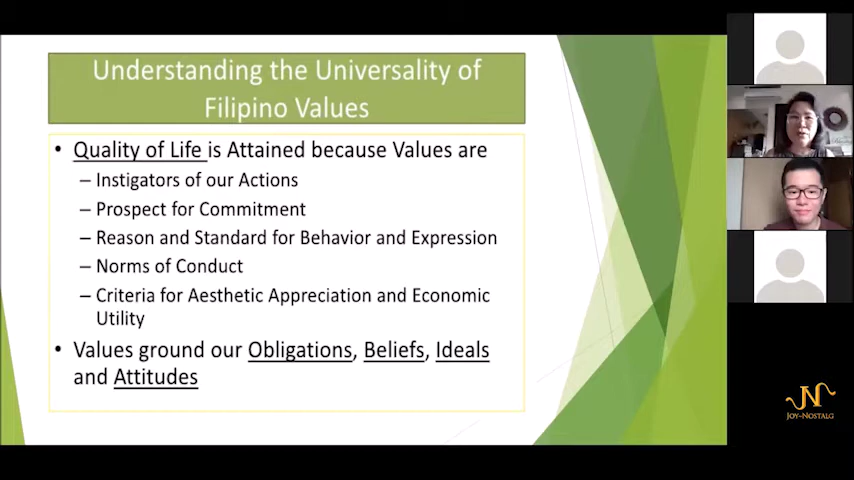 Understanding the Universality of
Filipino Values
• Quality of Life is Attained because Values are
– Instigators of our Actions
– Prospect for Commitment
– Reason and Standard for Behavior and Expression
– Norms of Conduct
– Criteria for Aesthetic Appreciation and Economic
Utility
• Values ground our Obligations, Beliefs, Ideals
and Attitudes
JN
JOY-NOSTALG